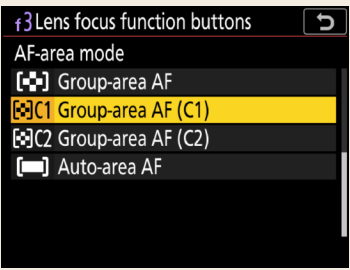 f3 Lens focus function buttons
AF-area mode
Group-area AF
C1 Group-area AF (C1)
C2 Group-area AF (C2)
Auto-area AF